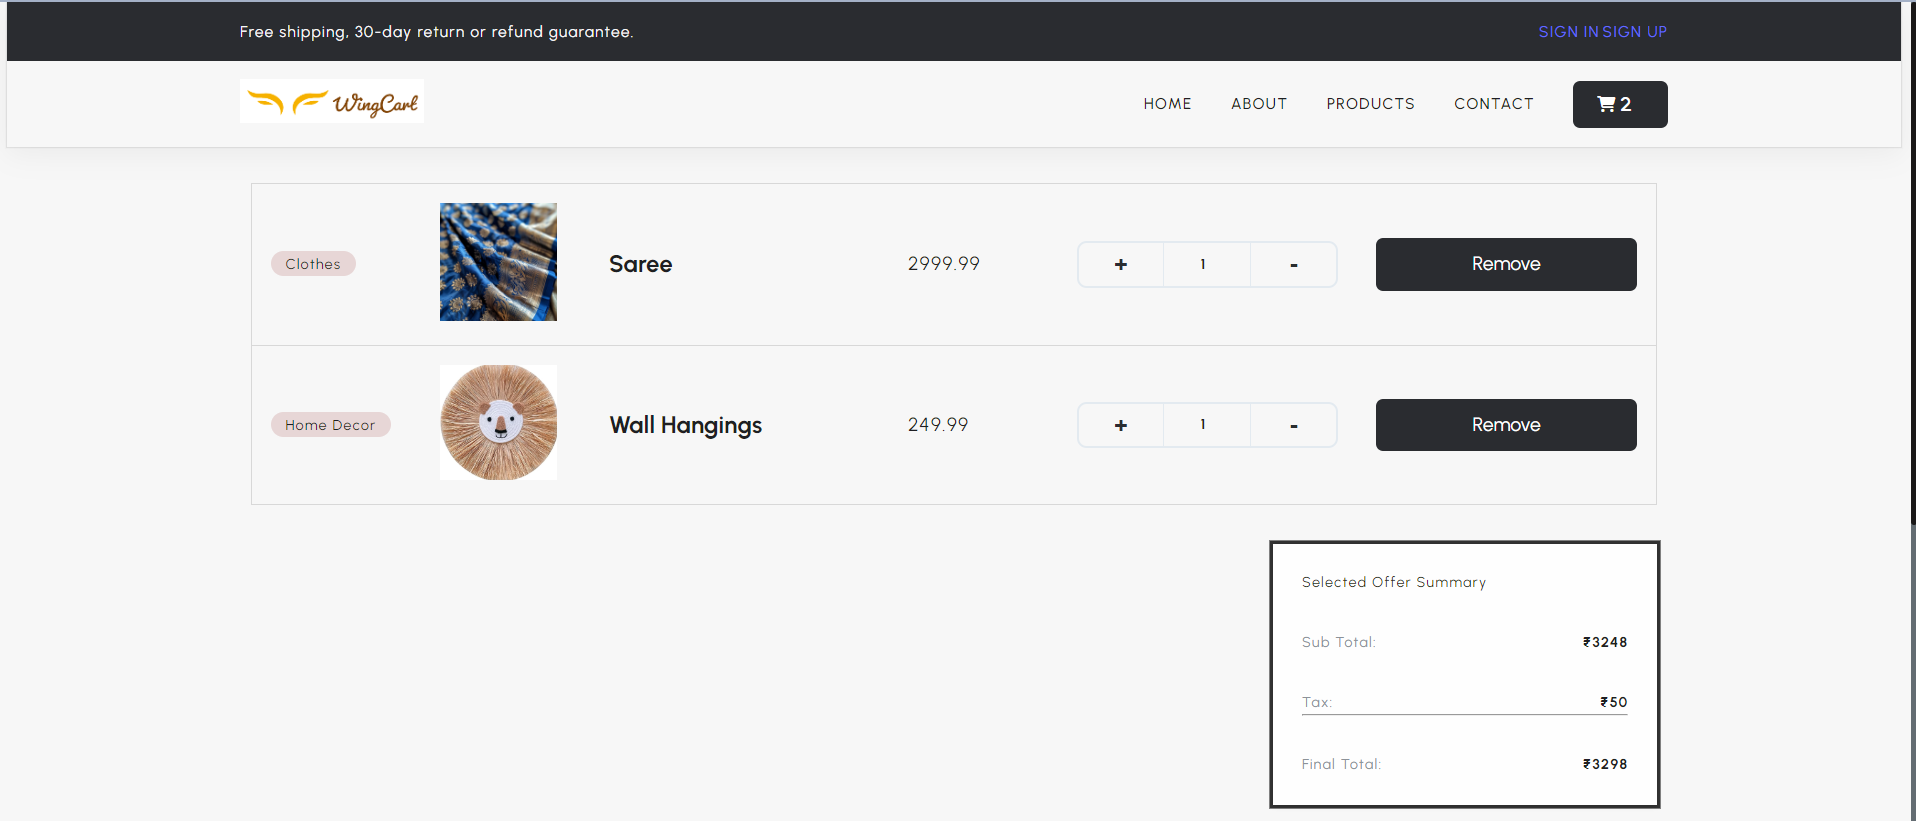 Free shipping, 30-day return or refund guarantee. SIGN IN SIGN UP
WingCart HOME ABOUT PRODUCTS CONTACT 2
Clothes Saree 2999.99 + 1 - Remove
Home Decor Wall Hangings 249.99 + 1 - Remove
Selected Offer Summary
Sub Total: ₹3248
Tax: ₹50
Final Total: ₹3298